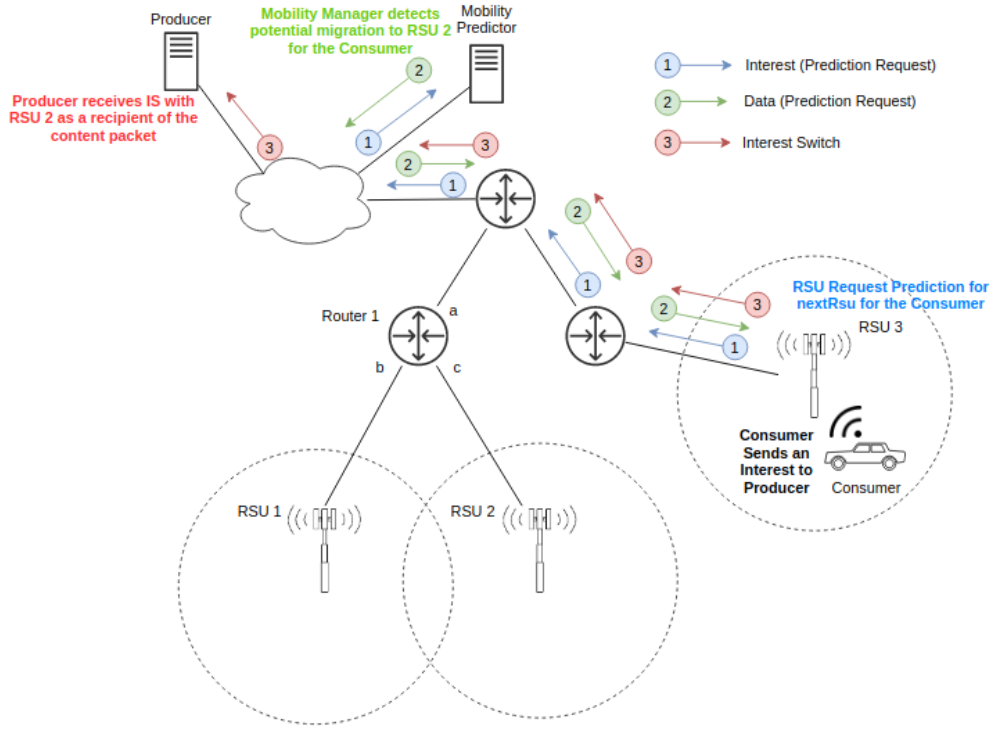 Producer
Mobility Manager detects
potential migration to RSU 2
for the Consumer
Mobility
Predictor
2
1
Producer receives IS with
RSU 2 as a recipient of the
content packet
3
1
Interest (Prediction Request)
2
Data (Prediction Request)
3
Interest Switch
3
2
1
2
3
1
RSU Request Prediction for
nextRsu for the Consumer
3
2
1
RSU 3
Router 1
a
b
c
Consumer
Sends an
Interest to
Producer
Consumer
RSU 1
RSU 2